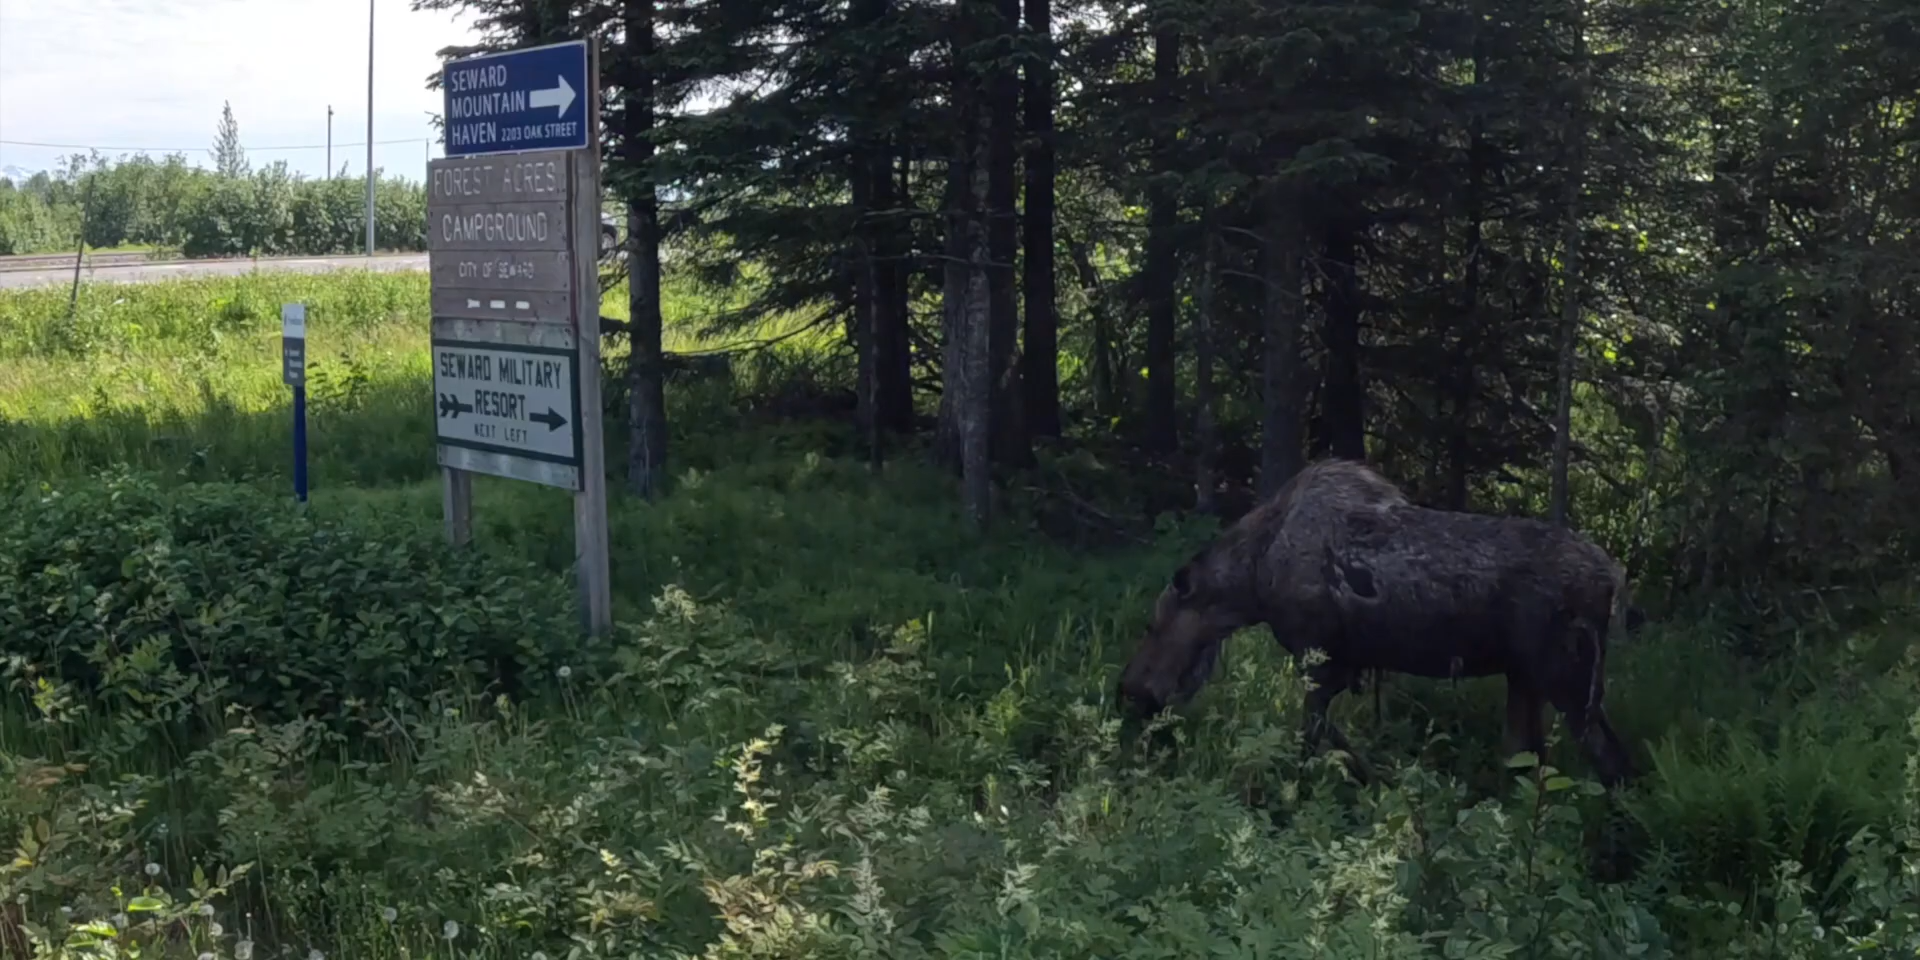 SEWARD
MOUNTAIN
HAVEN 2203 OAK STREET
FOREST ACRES
CAMPGROUND
CITY OF SEWARD
SEWARD MILITARY
RESORT
NEXT LEFT